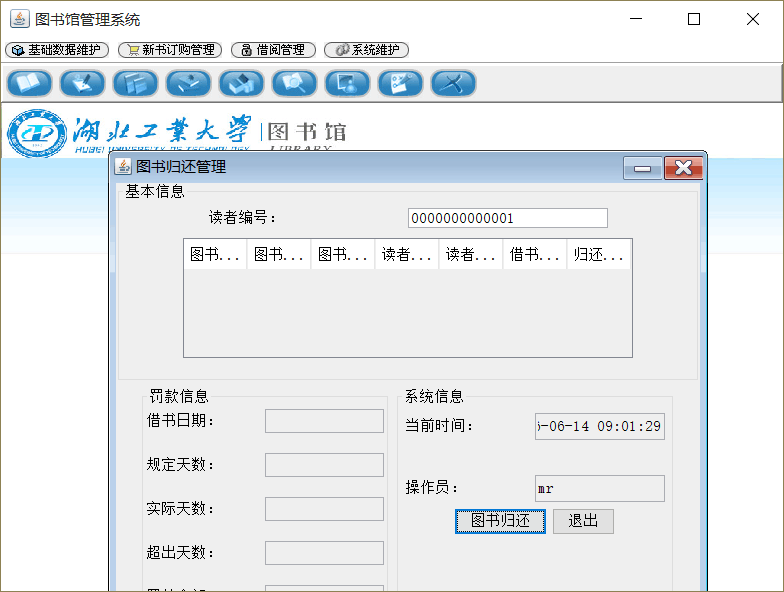 图书馆管理系统
基础数据维护 新书订购管理 借阅管理 系统维护
湖北工業大學 图书馆
HUBEI UNIVERSITY OF TECHNOLOGY LIBRARY
图书归还管理
基本信息
读者编号： 0000000000001
图书... 图书... 图书... 读者... 读者... 借书... 归还...
罚款信息 系统信息
借书日期： 当前时间： -06-14 09:01:29
规定天数：
操作员： mr
实际天数： 图书归还 退出
超出天数：